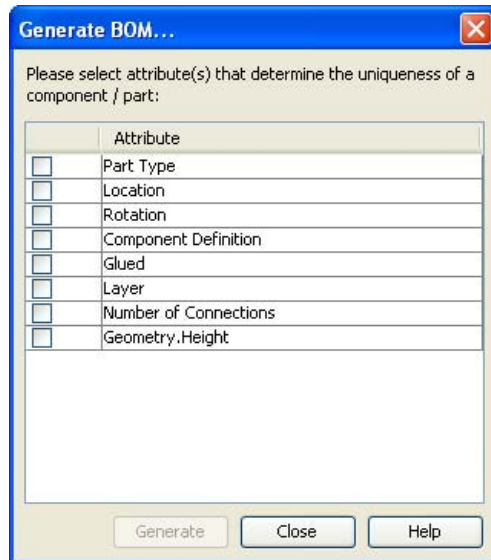 Generate BOM...
Please select attribute(s) that determine the uniqueness of a
component / part:
Attribute
Part Type
Location
Rotation
Component Definition
Glued
Layer
Number of Connections
Geometry.Height
Generate Close Help